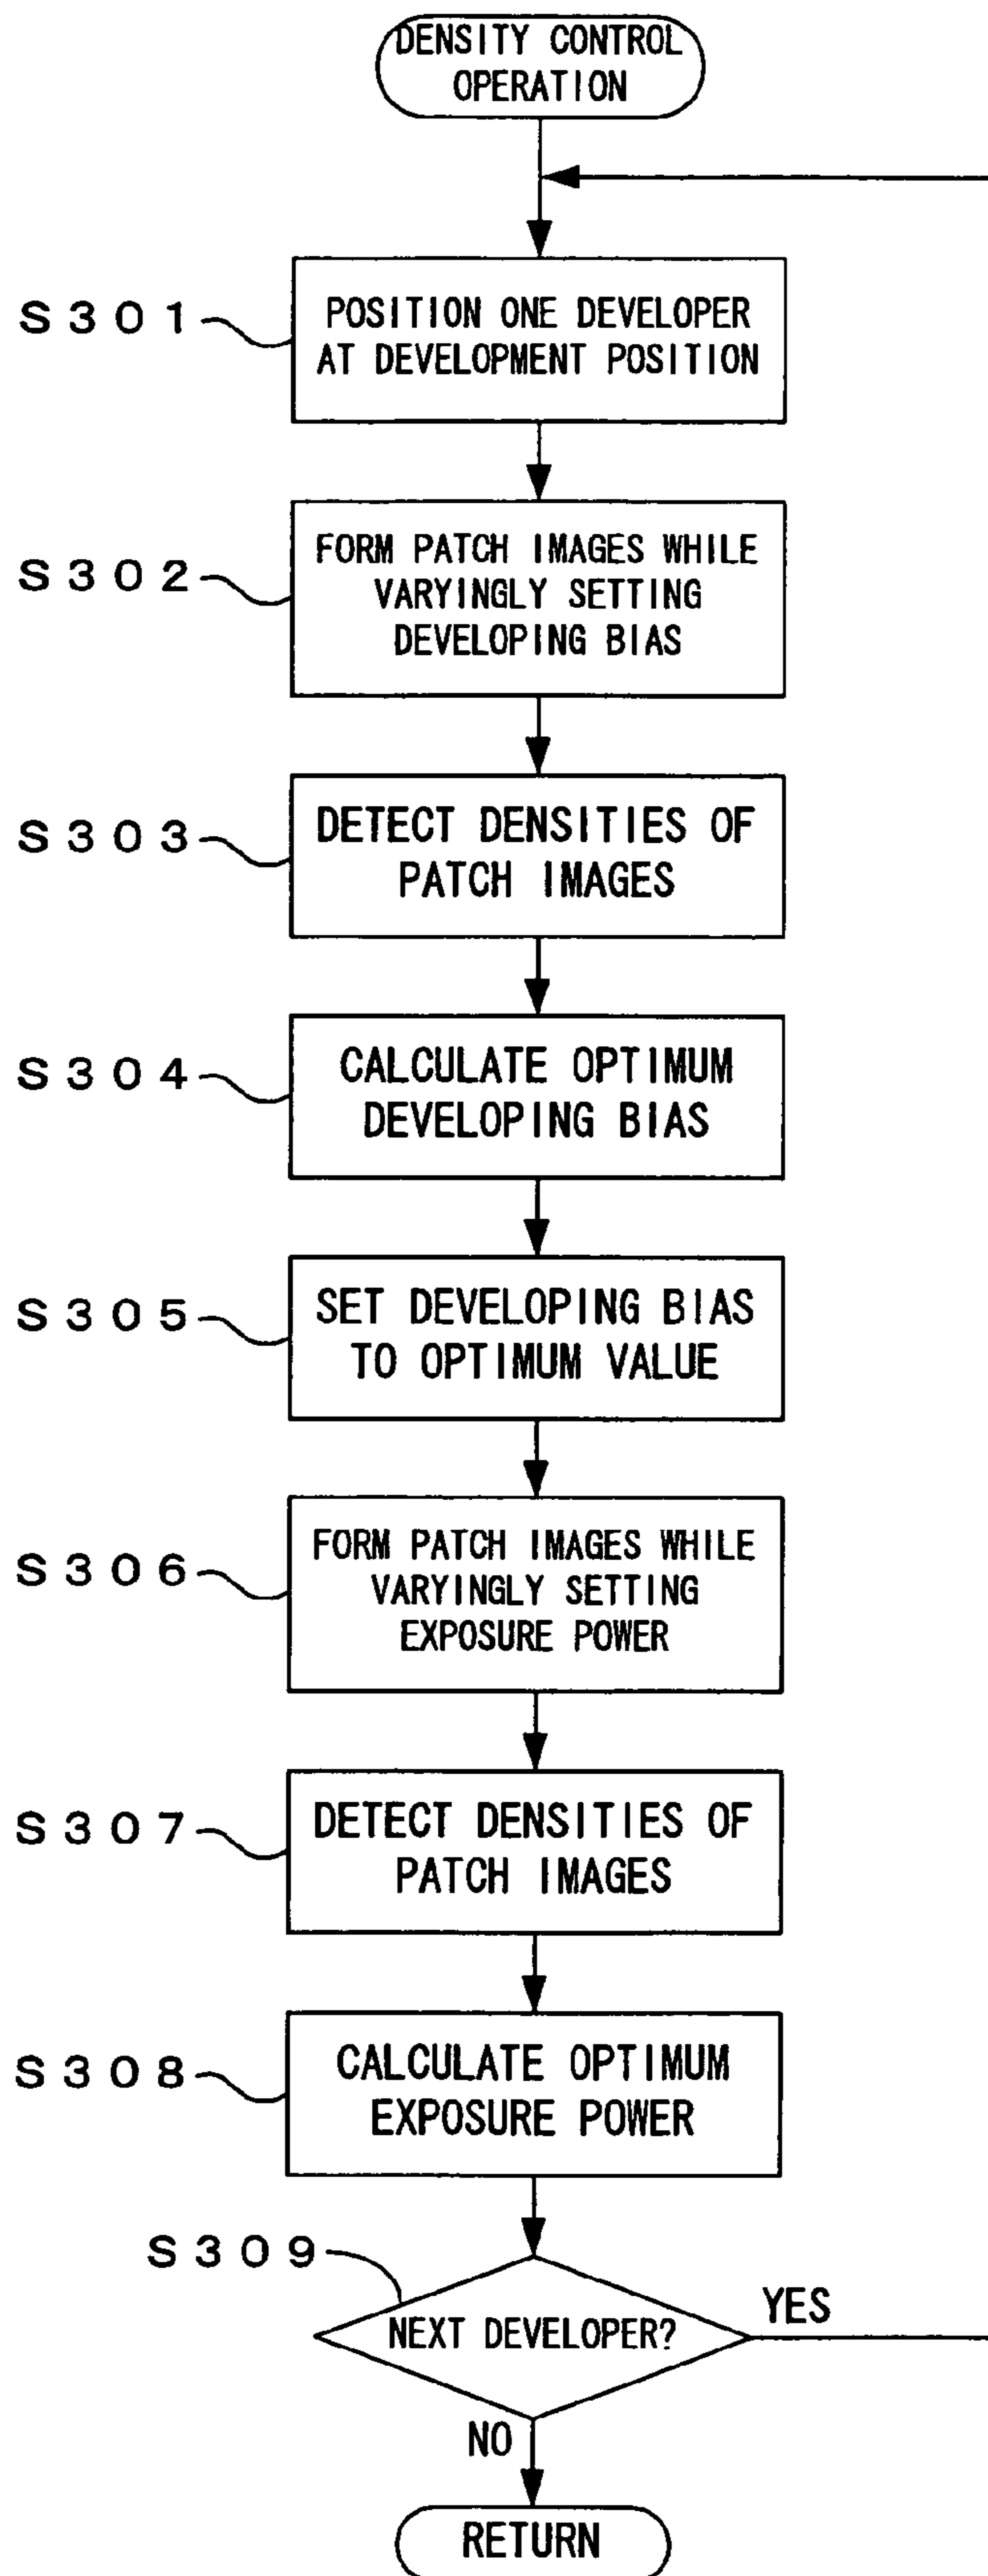 DENSITY CONTROL
OPERATION
S301
POSITION ONE DEVELOPER
AT DEVELOPMENT POSITION
S302
FORM PATCH IMAGES WHILE
VARYINGLY SETTING
DEVELOPING BIAS
S303
DETECT DENSITIES OF
PATCH IMAGES
S304
CALCULATE OPTIMUM
DEVELOPING BIAS
S305
SET DEVELOPING BIAS
TO OPTIMUM VALUE
S306
FORM PATCH IMAGES WHILE
VARYINGLY SETTING
EXPOSURE POWER
S307
DETECT DENSITIES OF
PATCH IMAGES
S308
CALCULATE OPTIMUM
EXPOSURE POWER
S309
NEXT DEVELOPER?
YES
NO
RETURN